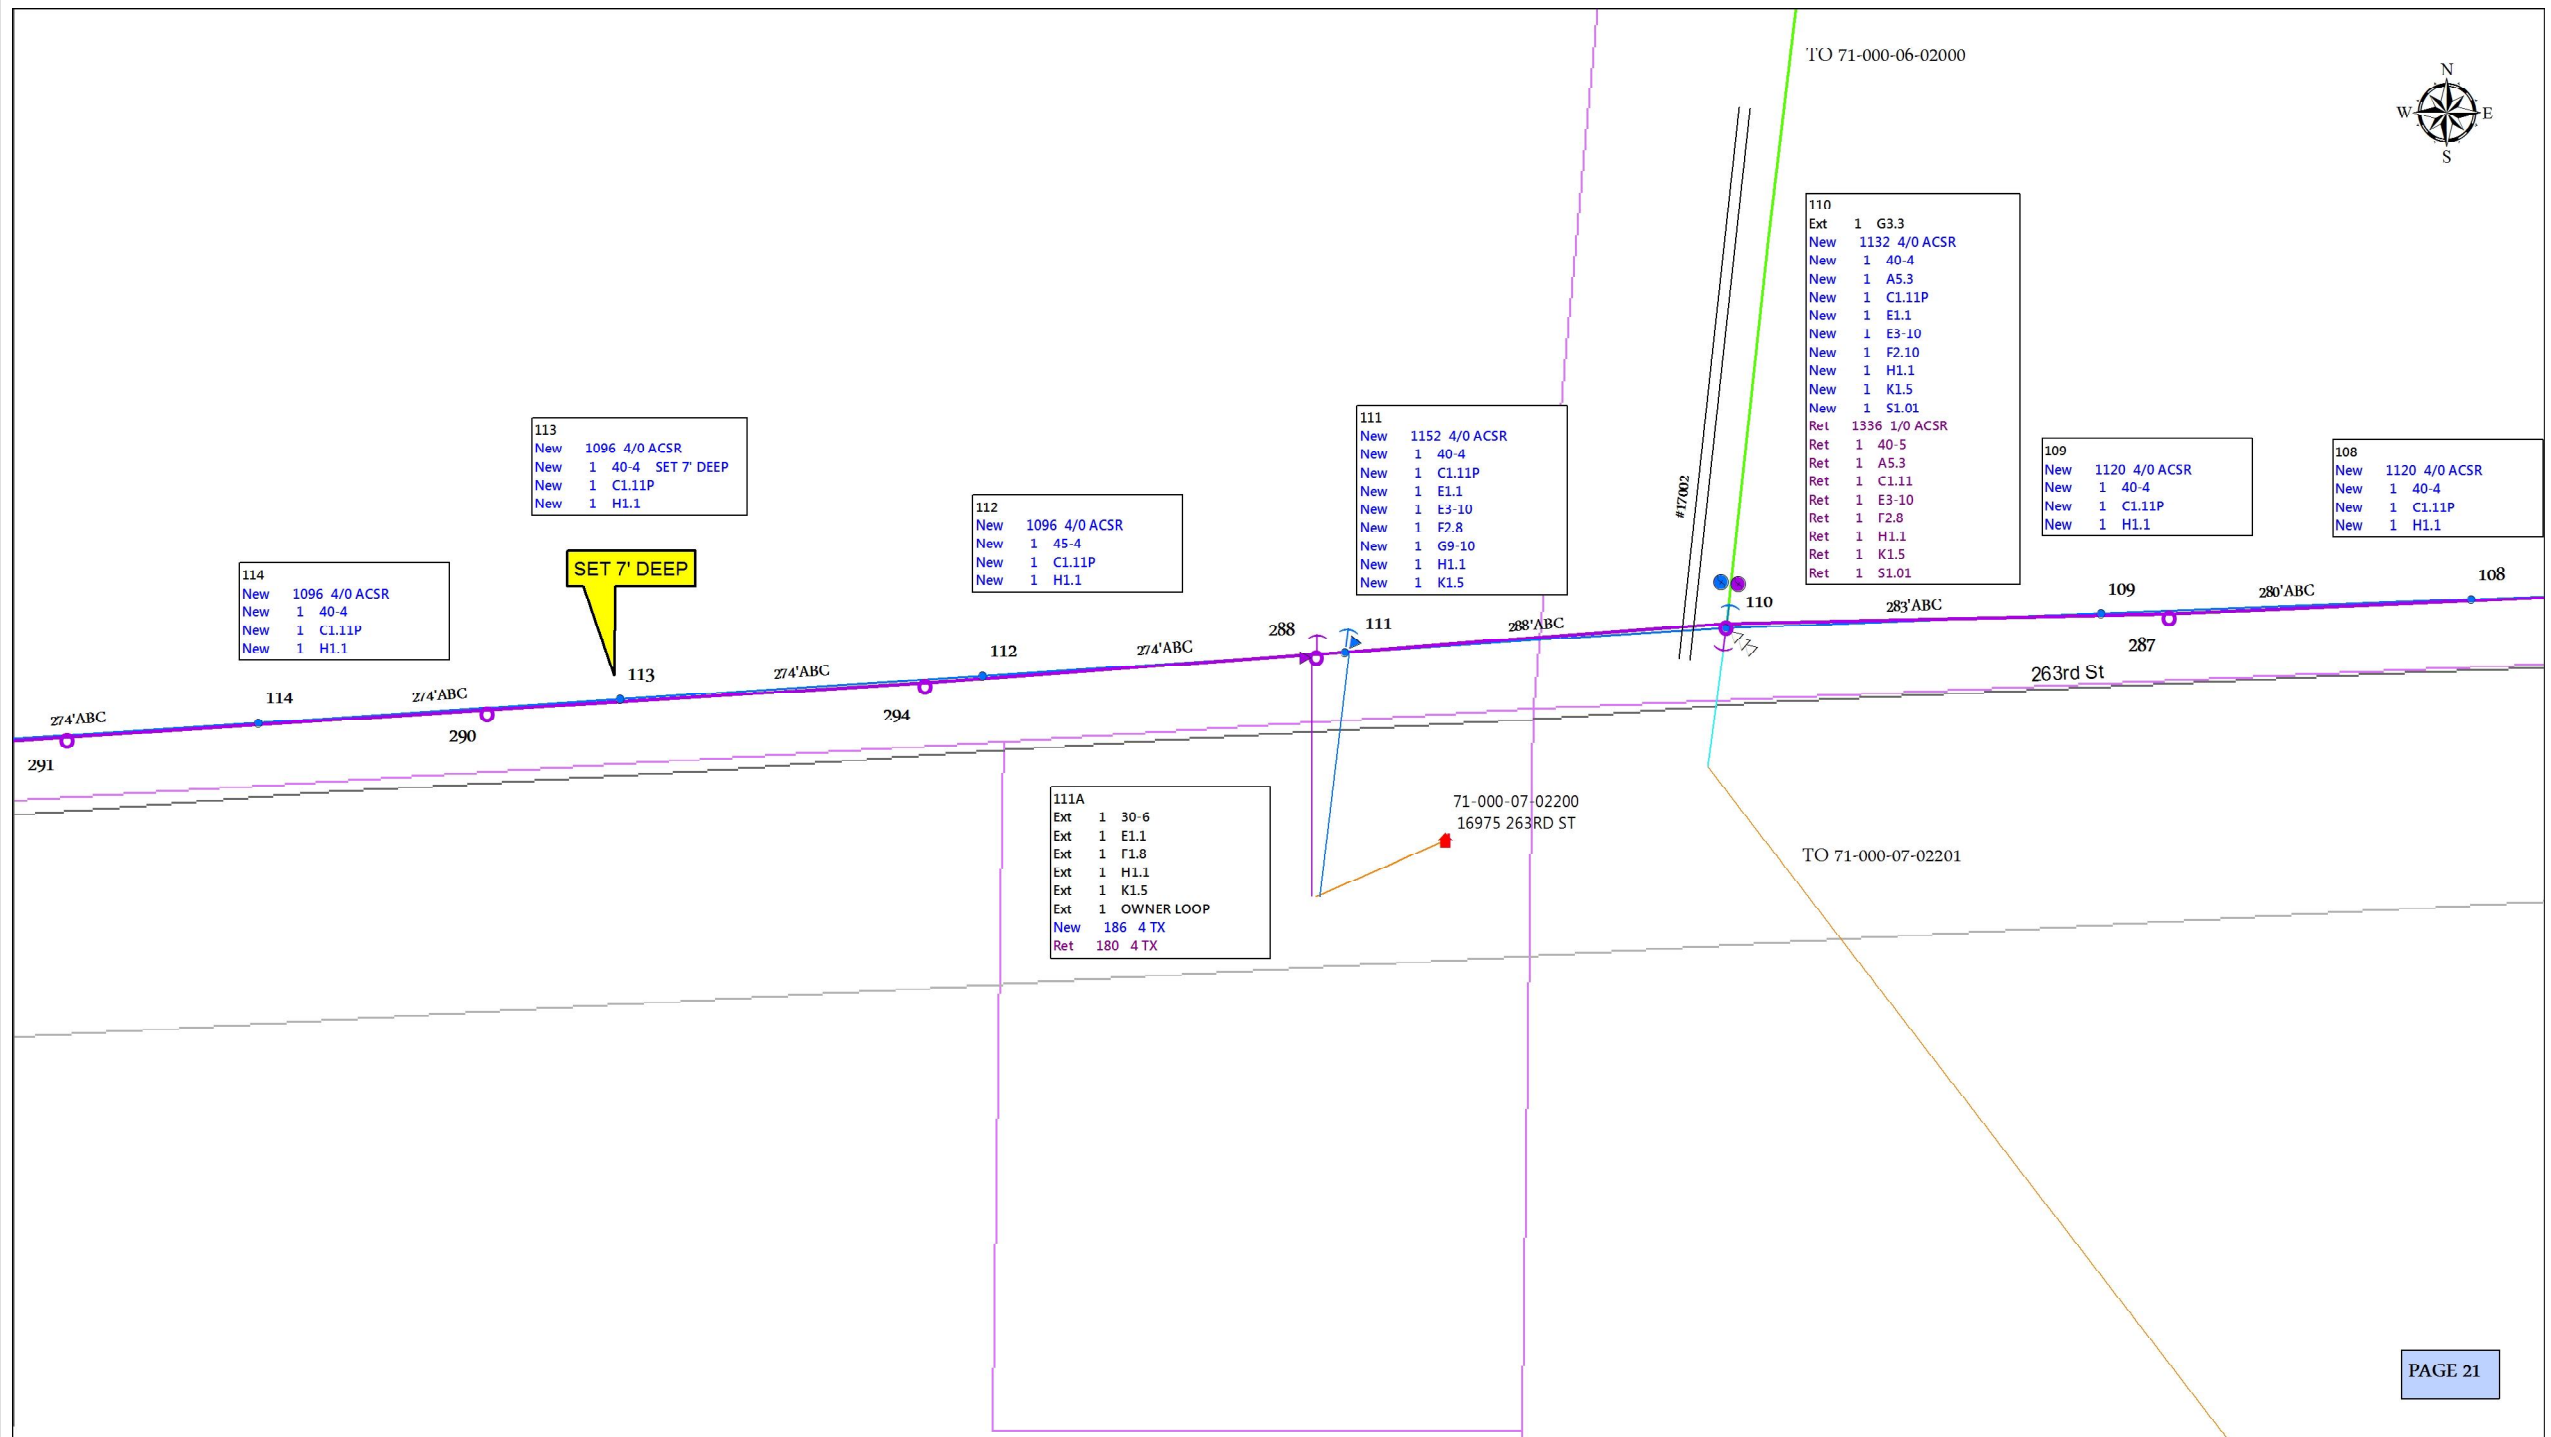 TO 71-000-06-02000
N
W
E
S
110
Ext 1 G3.3
New 1132 4/0 ACSR
New 1 40-4
New 1 A5.3
New 1 C1.11P
New 1 E1.1
New 1 E3-10
New 1 F2.10
New 1 H1.1
New 1 K1.5
New 1 S1.01
Ret 1336 1/0 ACSR
Ret 1 40-5
Ret 1 A5.3
Ret 1 C1.11
Ret 1 E3-10
Ret 1 F2.8
Ret 1 H1.1
Ret 1 K1.5
Ret 1 S1.01
113
New 1096 4/0 ACSR
New 1 40-4 SET 7' DEEP
New 1 C1.11P
New 1 H1.1
111
New 1152 4/0 ACSR
New 1 40-4
New 1 C1.11P
New 1 E1.1
New 1 E3-10
New 1 F2.8
New 1 G9-10
New 1 H1.1
New 1 K1.5
109
New 1120 4/0 ACSR
New 1 40-4
New 1 C1.11P
New 1 H1.1
108
New 1120 4/0 ACSR
New 1 40-4
New 1 C1.11P
New 1 H1.1
112
New 1096 4/0 ACSR
New 1 45-4
New 1 C1.11P
New 1 H1.1
#17002
114
New 1096 4/0 ACSR
New 1 40-4
New 1 C1.11P
New 1 H1.1
SET 7' DEEP
108
280'ABC
109
283'ABC
110
288'ABC
111
288
287
777
112
274'ABC
263rd St
113
274'ABC
114
274'ABC
274'ABC
294
290
291
111A
Ext 1 30-6
Ext 1 E1.1
Ext 1 F1.8
Ext 1 H1.1
Ext 1 K1.5
Ext 1 OWNER LOOP
New 186 4 TX
Ret 180 4 TX
71-000-07-02200
16975 263RD ST
TO 71-000-07-02201
PAGE 21